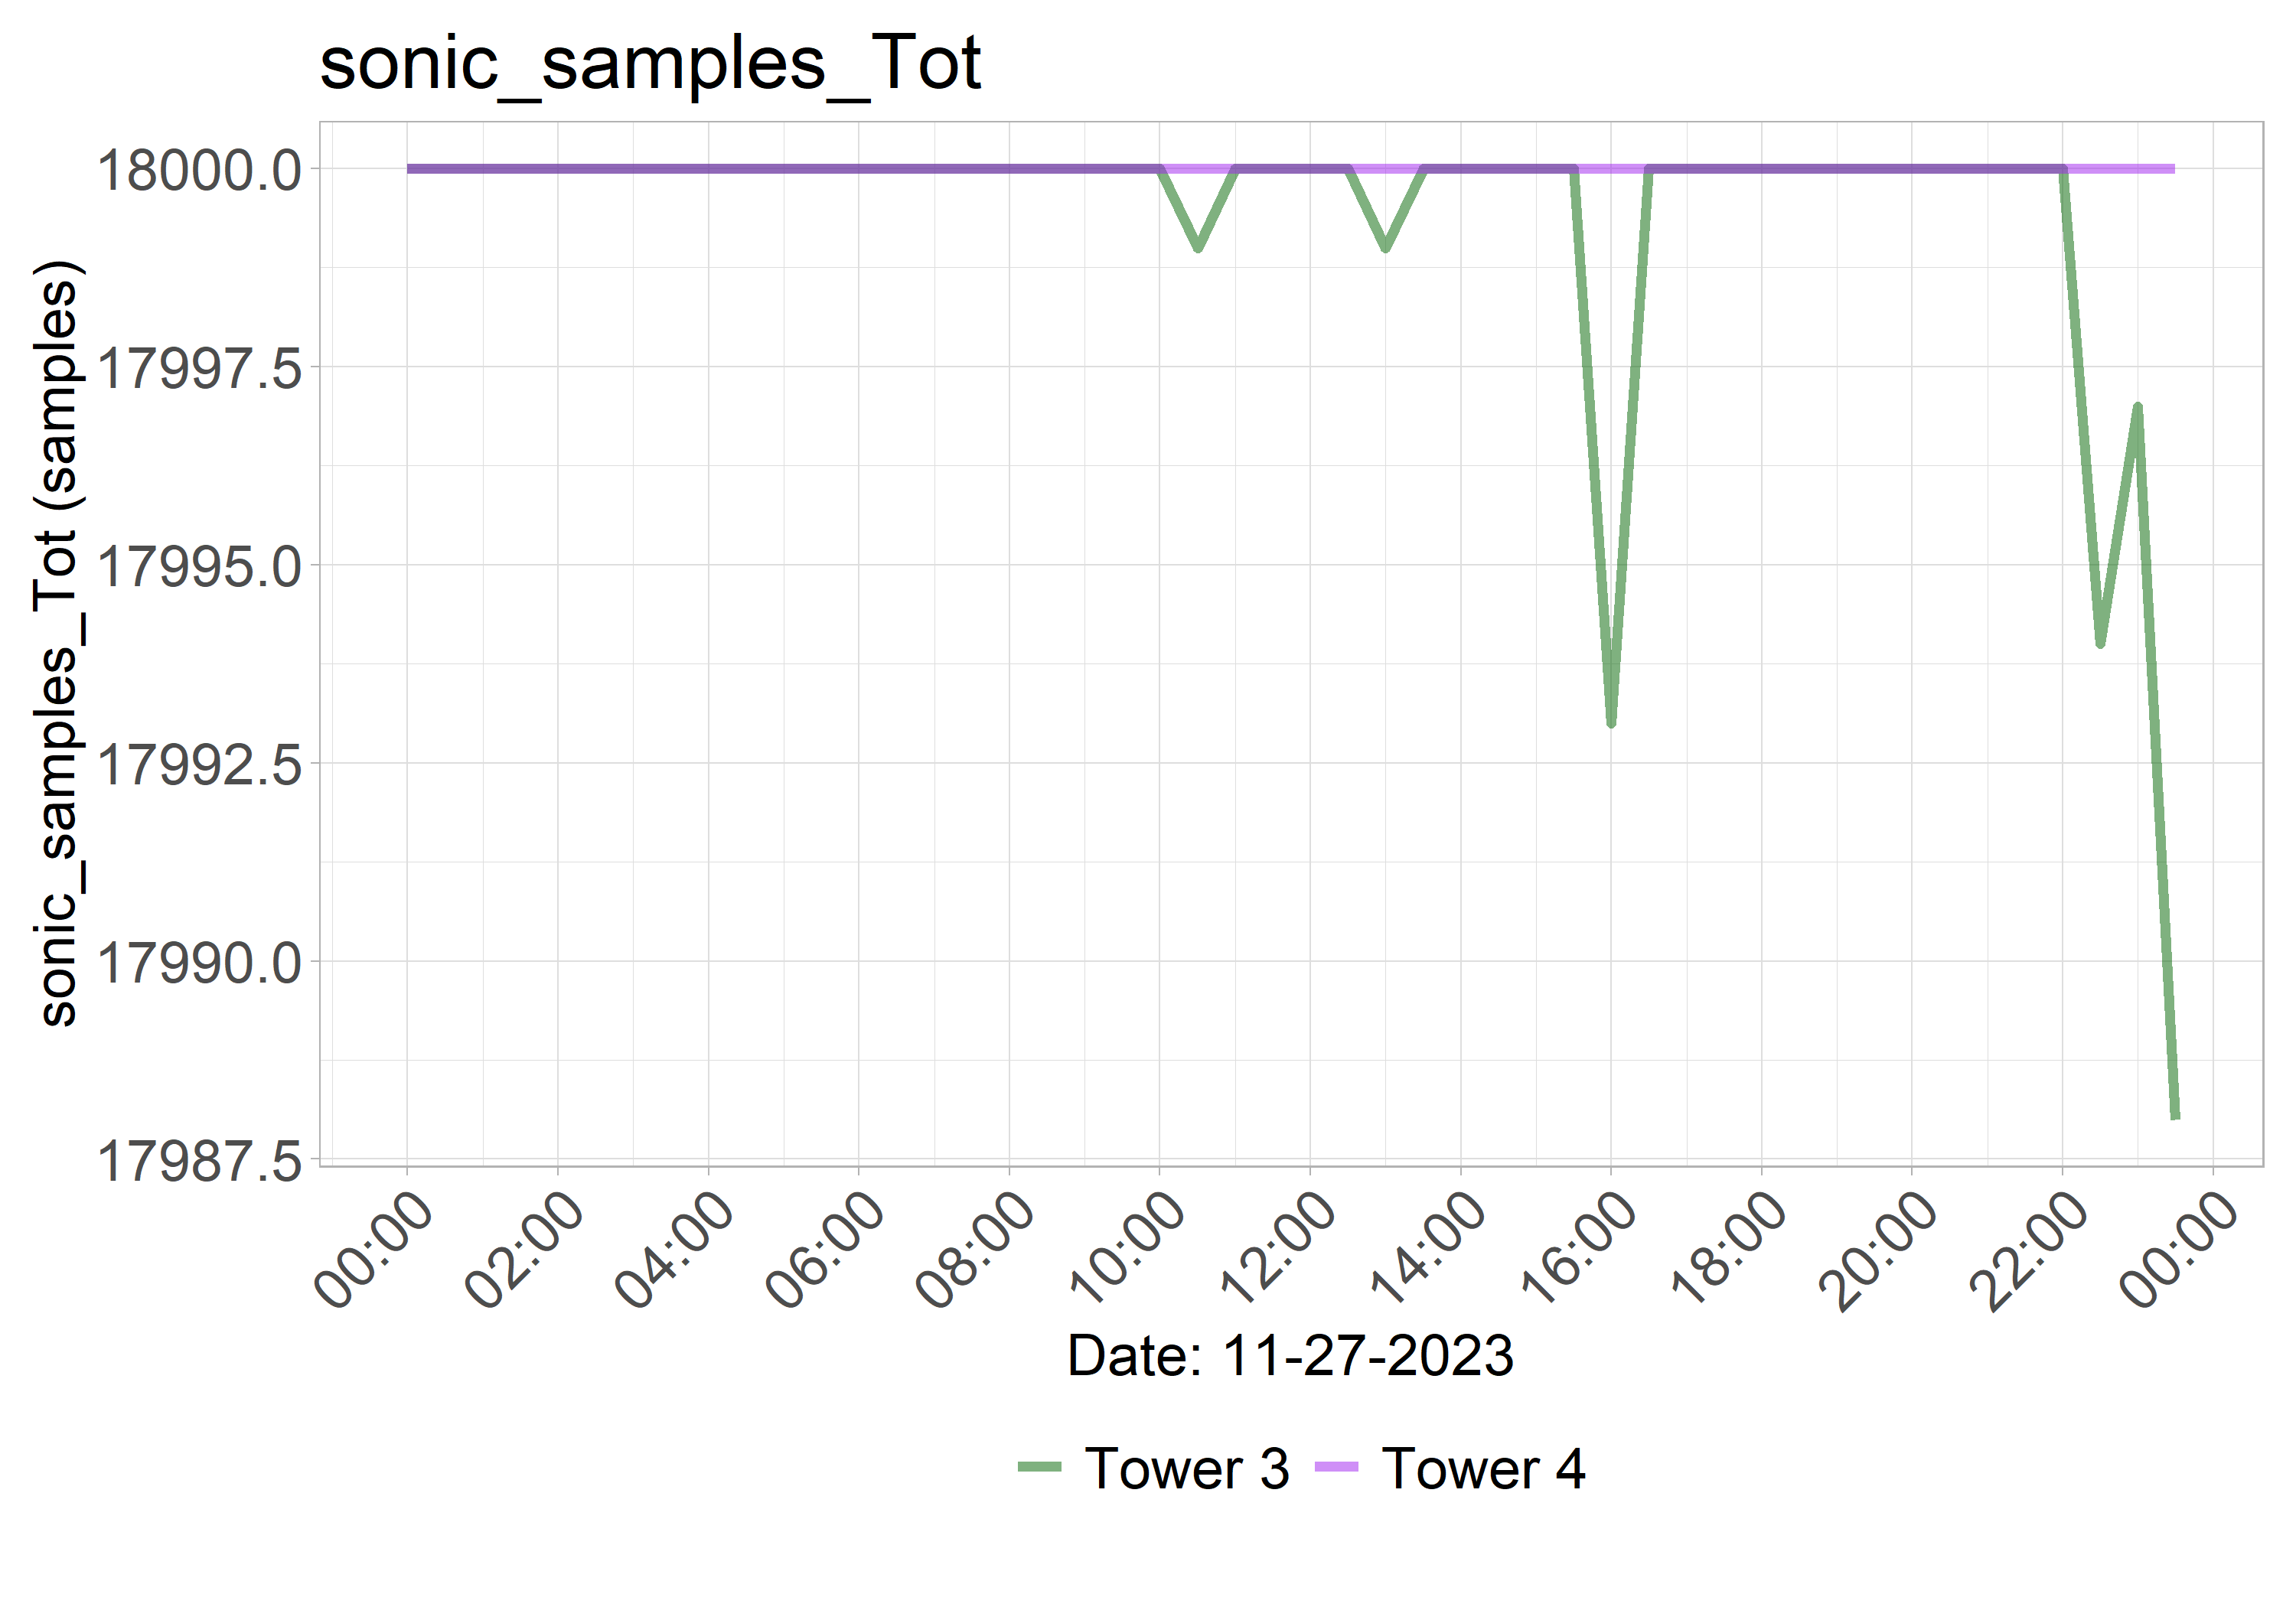 sonic_samples_Tot
sonic_samples_Tot (samples)
18000.0
17997.5
17995.0
17992.5
17990.0
17987.5
00:00 02:00 04:00 06:00 08:00 10:00 12:00 14:00 16:00 18:00 20:00 22:00 00:00
Date: 11-27-2023
Tower 3 Tower 4